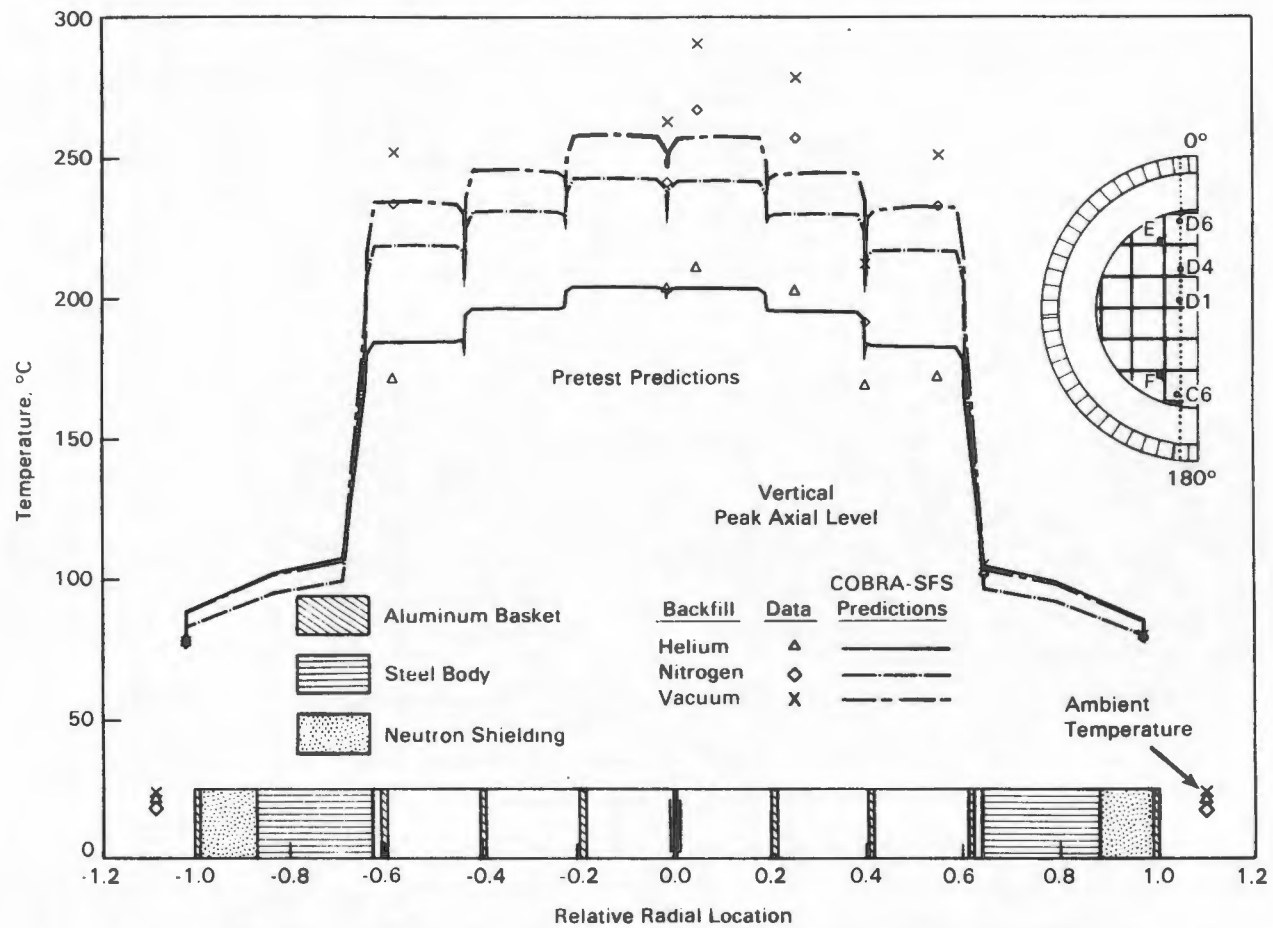 300
250
200
150
100
50
0
Temperature, °C
Pretest Predictions
Vertical
Peak Axial Level
0°
E
D6
D4
D1
F
C6
180°
COBRA-SFS
Backfill Data Predictions
Helium
Nitrogen
Vacuum
Aluminum Basket
Steel Body
Neutron Shielding
Ambient
Temperature
-1.2 -1.0 -0.8 -0.6 -0.4 -0.2 0.0 0.2 0.4 0.6 0.8 1.0 1.2
Relative Radial Location